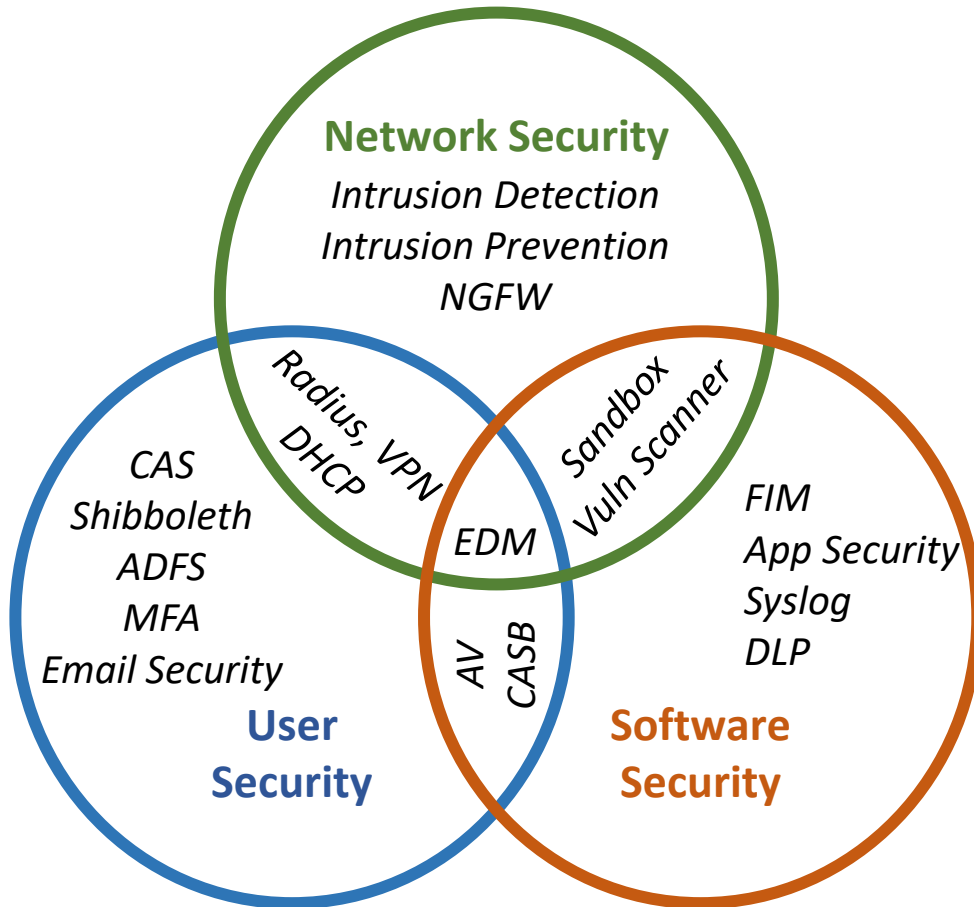 Network Security
Intrusion Detection
Intrusion Prevention
NGFW
Radius, VPN
DHCP
Sandbox
Vuln Scanner
EDM
CAS
Shibboleth
ADFS
MFA
Email Security
User
Security
AV
CASB
FIM
App Security
Syslog
DLP
Software
Security